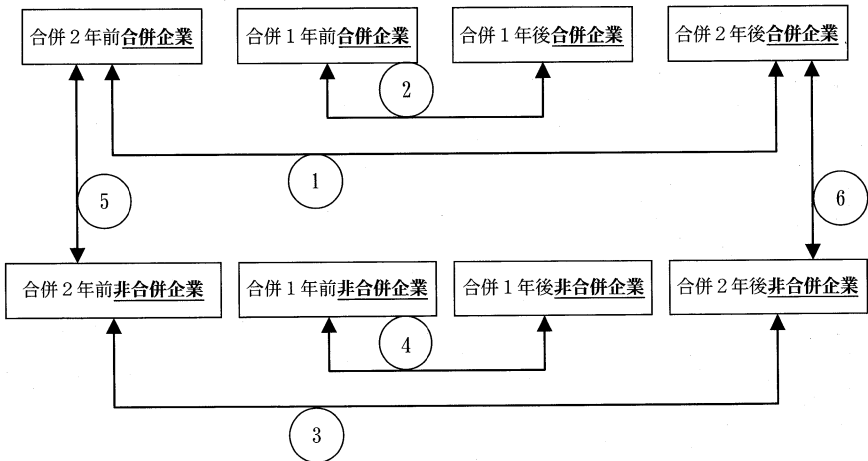 合併２年前合併企業
合併１年前合併企業
合併１年後合併企業
合併２年後合併企業
2
1
5
6
合併２年前非合併企業
合併１年前非合併企業
合併１年後非合併企業
合併２年後非合併企業
4
3